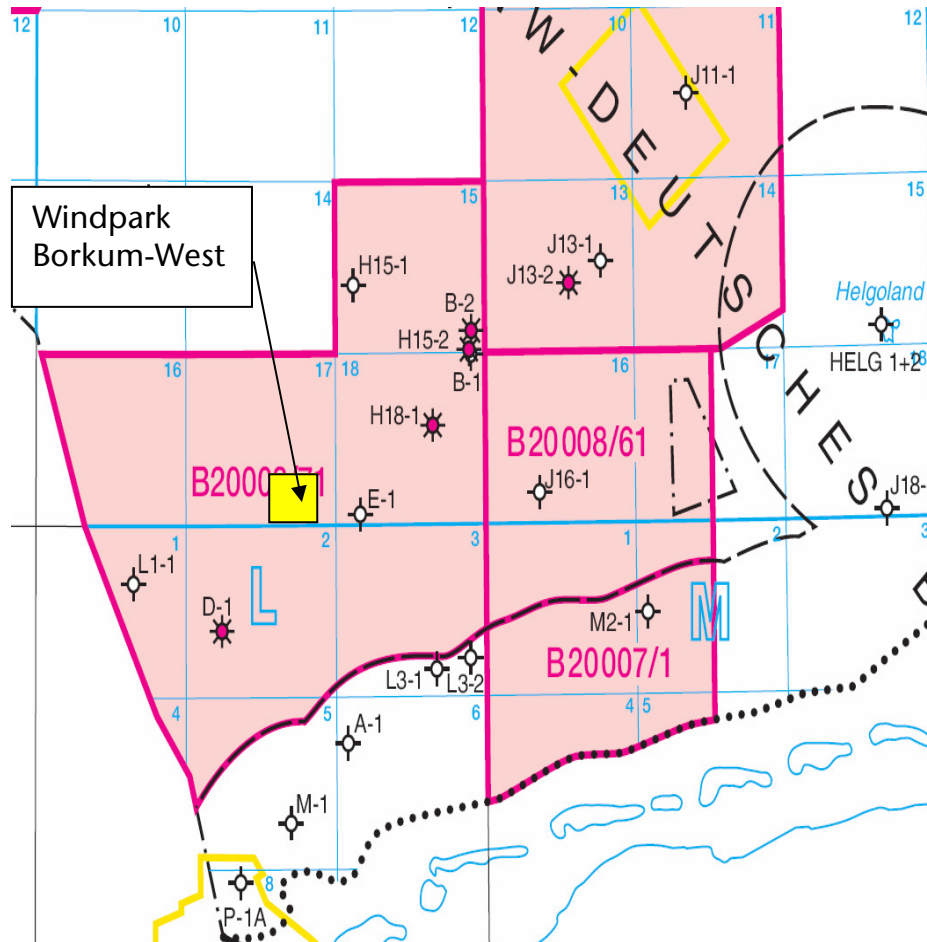 12
10
11
12
10
11
12
W.DEUTSCHES
J11-1
14
15
13
14
15
Windpark
Borkum-West
H15-1
J13-1
J13-2
B-2
H15-2
B-1
Helgoland
HELG 1+2
18
16
17
18
16
17
H18-1
B20008/61
J16-1
E-1
J18-
1
2
3
1
2
3
L1-1
L
D-1
M2-1
M
L3-1
L3-2
B20007/1
4
5
6
4
5
A-1
M-1
8
P-1A